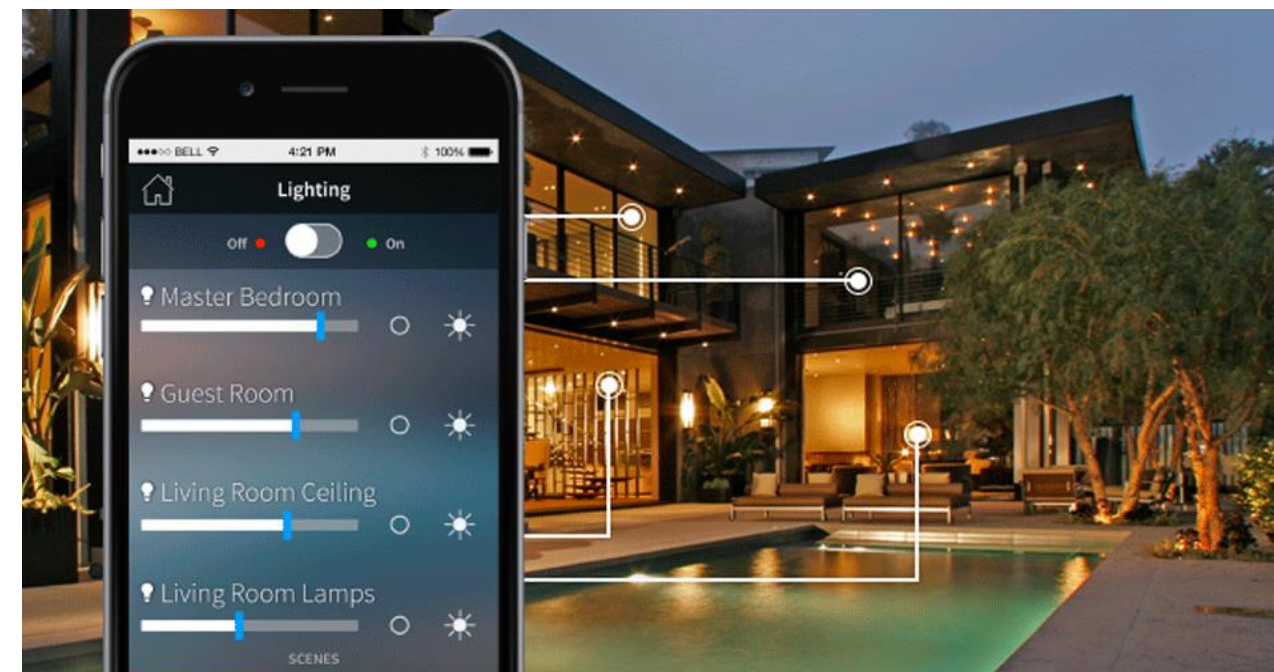 BELL 4:21 PM 100%
Lighting
Off On
Master Bedroom
Guest Room
Living Room Ceiling
Living Room Lamps
SCENES